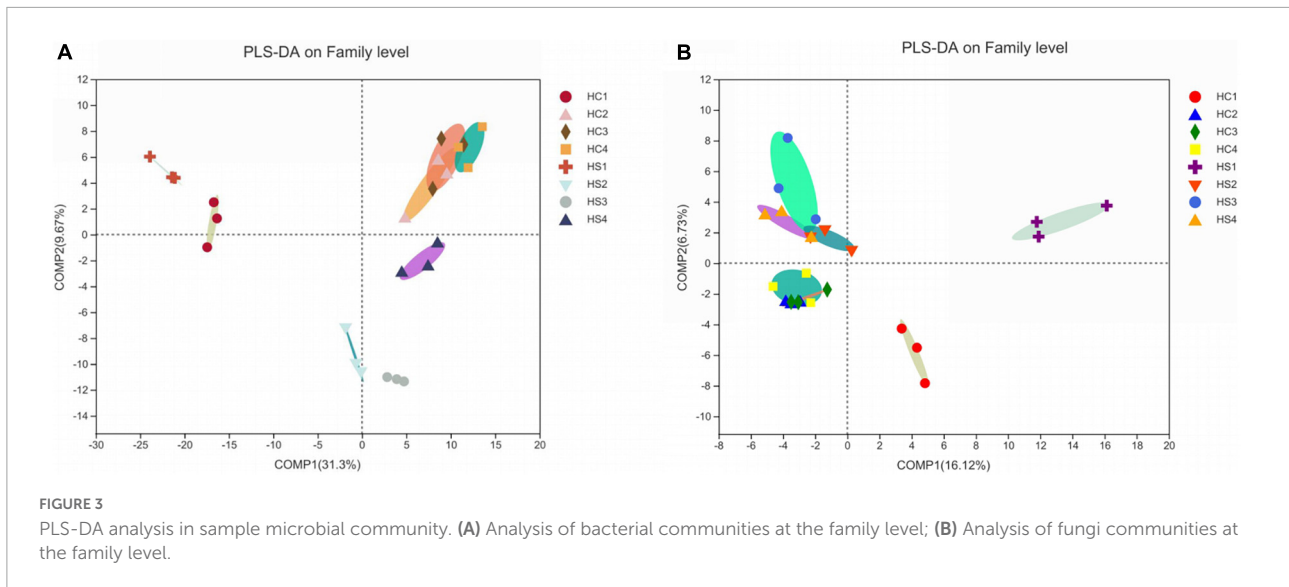 A
PLS-DA on Family level
12
10
8
6
4
2
0
-2
-4
-6
-8
-10
-12
-14
-30
-25
-20
-15
-10
-5
0
5
10
15
20
COMP2(9.67%)
COMP1(31.3%)
HC1
HC2
HC3
HC4
HS1
HS2
HS3
HS4
B
PLS-DA on Family level
12
10
8
6
4
2
0
-2
-4
-6
-8
-10
-8
-6
-4
-2
0
2
4
6
8
10
12
14
16
18
20
COMP2(6.73%)
COMP1(16.12%)
HC1
HC2
HC3
HC4
HS1
HS2
HS3
HS4
FIGURE 3
PLS-DA analysis in sample microbial community. (A) Analysis of bacterial communities at the family level; (B) Analysis of fungi communities at
the family level.